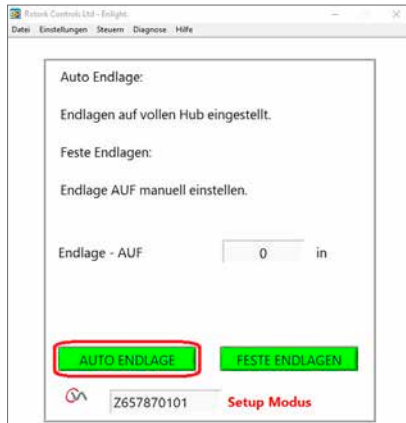 Rotork Controls Ltd - Enlight
Datei Einstellungen Steuern Diagnose Hilfe
Auto Endlage:
Endlagen auf vollen Hub eingestellt.
Feste Endlagen:
Endlage AUF manuell einstellen.
Endlage - AUF 0 in
AUTO ENDLAGE FESTE ENDLAGEN
Z657870101 Setup Modus